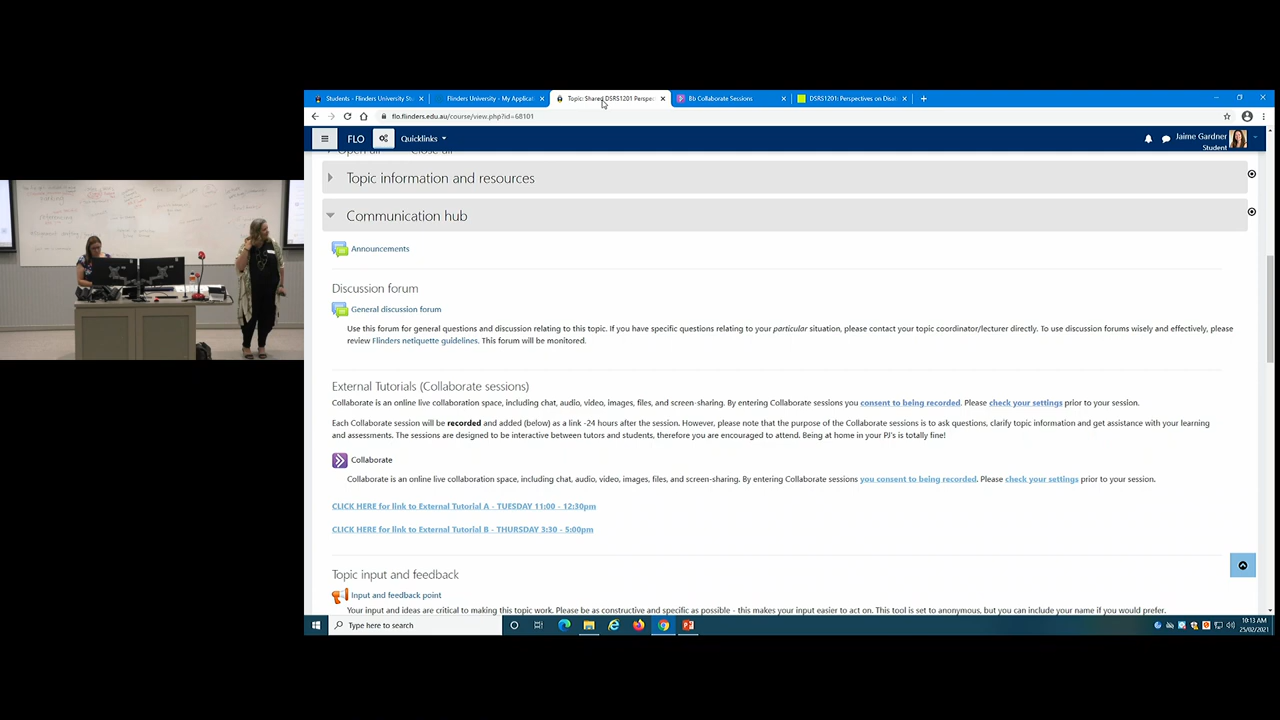 Students - Flinders University St
Flinders University - My Applica
Topic: Shared DSRS1201 Perspec
Bb Collaborate Sessions
DSRS1201: Perspectives on Disab
flo.flinders.edu.au/course/view.php?id=68101
FLO
Quicklinks
Jaime Gardner
Student
Open all
Close all
Topic information and resources
Communication hub
Announcements
Discussion forum
General discussion forum
Use this forum for general questions and discussion relating to this topic. If you have specific questions relating to your particular situation, please contact your topic coordinator/lecturer directly. To use discussion forums wisely and effectively, please
review Flinders netiquette guidelines. This forum will be monitored.
External Tutorials (Collaborate sessions)
Collaborate is an online live collaboration space, including chat, audio, video, images, files, and screen-sharing. By entering Collaborate sessions you consent to being recorded. Please check your settings prior to your session.
Each Collaborate session will be recorded and added (below) as a link -24 hours after the session. However, please note that the purpose of the Collaborate sessions is to ask questions, clarify topic information and get assistance with your learning
and assessments. The sessions are designed to be interactive between tutors and students, therefore you are encouraged to attend. Being at home in your PJ's is totally fine!
Collaborate
Collaborate is an online live collaboration space, including chat, audio, video, images, files, and screen-sharing. By entering Collaborate sessions you consent to being recorded. Please check your settings prior to your session.
CLICK HERE for link to External Tutorial A - TUESDAY 11:00 - 12:30pm
CLICK HERE for link to External Tutorial B - THURSDAY 3:30 - 5:00pm
Topic input and feedback
Input and feedback point
Your input and ideas are critical to making this topic work. Please be as constructive and specific as possible - this makes your input easier to act on. This tool is set to anonymous, but you can include your name if you would prefer.
Type here to search
10:13 AM
25/02/2021